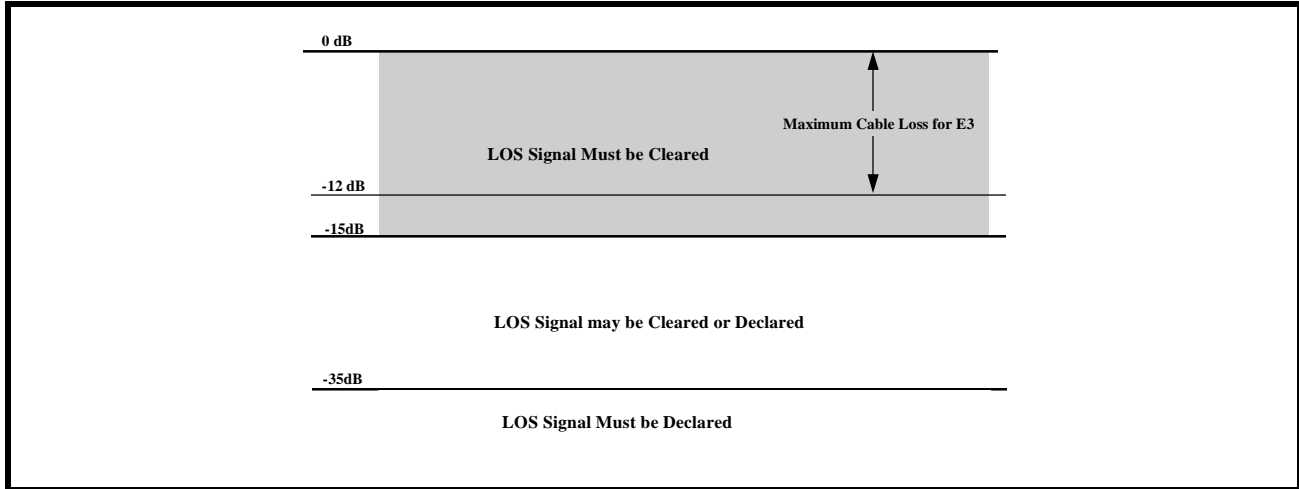 0 dB
Maximum Cable Loss for E3
LOS Signal Must be Cleared
-12 dB
-15dB
LOS Signal may be Cleared or Declared
-35dB
LOS Signal Must be Declared